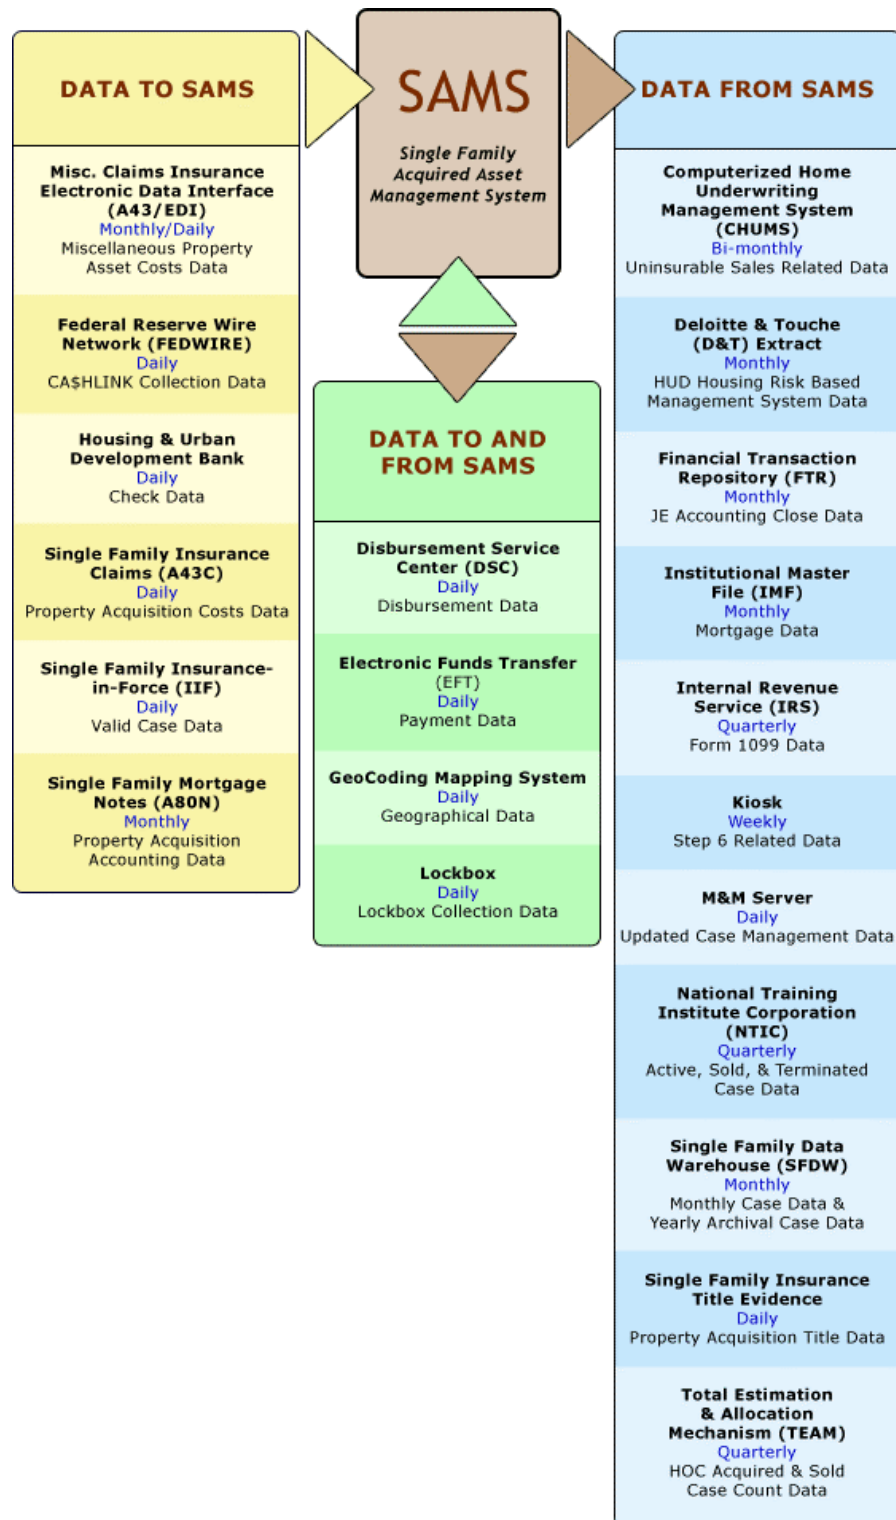 DATA TO SAMS
Misc. Claims Insurance
Electronic Data Interface
(A43/EDI)
Monthly/Daily
Miscellaneous Property
Asset Costs Data
Federal Reserve Wire
Network (FEDWIRE)
Daily
CA$HLINK Collection Data
Housing & Urban
Development Bank
Daily
Check Data
Single Family Insurance
Claims (A43C)
Daily
Property Acquisition Costs Data
Single Family Insurance-
in-Force (IIF)
Daily
Valid Case Data
Single Family Mortgage
Notes (A80N)
Monthly
Property Acquisition
Accounting Data
SAMS
Single Family
Acquired Asset
Management System
DATA TO AND
FROM SAMS
Disbursement Service
Center (DSC)
Daily
Disbursement Data
Electronic Funds Transfer
(EFT)
Daily
Payment Data
GeoCoding Mapping System
Daily
Geographical Data
Lockbox
Daily
Lockbox Collection Data
DATA FROM SAMS
Computerized Home
Underwriting
Management System
(CHUMS)
Bi-monthly
Uninsurable Sales Related Data
Deloitte & Touche
(D&T) Extract
Monthly
HUD Housing Risk Based
Management System Data
Financial Transaction
Repository (FTR)
Monthly
JE Accounting Close Data
Institutional Master
File (IMF)
Monthly
Mortgage Data
Internal Revenue
Service (IRS)
Quarterly
Form 1099 Data
Kiosk
Weekly
Step 6 Related Data
M&M Server
Daily
Updated Case Management Data
National Training
Institute Corporation
(NTIC)
Quarterly
Active, Sold, & Terminated
Case Data
Single Family Data
Warehouse (SFDW)
Monthly
Monthly Case Data &
Yearly Archival Case Data
Single Family Insurance
Title Evidence
Daily
Property Acquisition Title Data
Total Estimation
& Allocation
Mechanism (TEAM)
Quarterly
HOC Acquired & Sold
Case Count Data